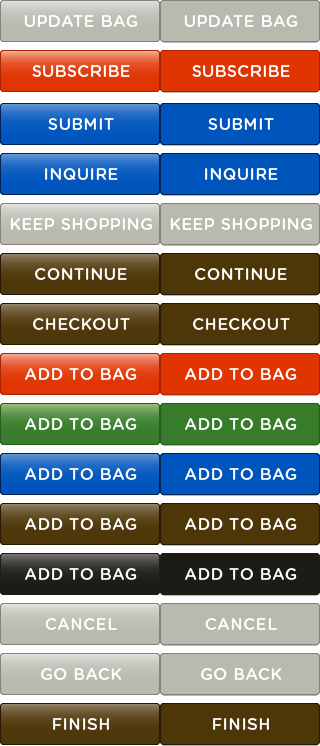 UPDATE BAG UPDATE BAG
SUBSCRIBE SUBSCRIBE
SUBMIT SUBMIT
INQUIRE INQUIRE
KEEP SHOPPING KEEP SHOPPING
CONTINUE CONTINUE
CHECKOUT CHECKOUT
ADD TO BAG ADD TO BAG
ADD TO BAG ADD TO BAG
ADD TO BAG ADD TO BAG
ADD TO BAG ADD TO BAG
ADD TO BAG ADD TO BAG
CANCEL CANCEL
GO BACK GO BACK
FINISH FINISH